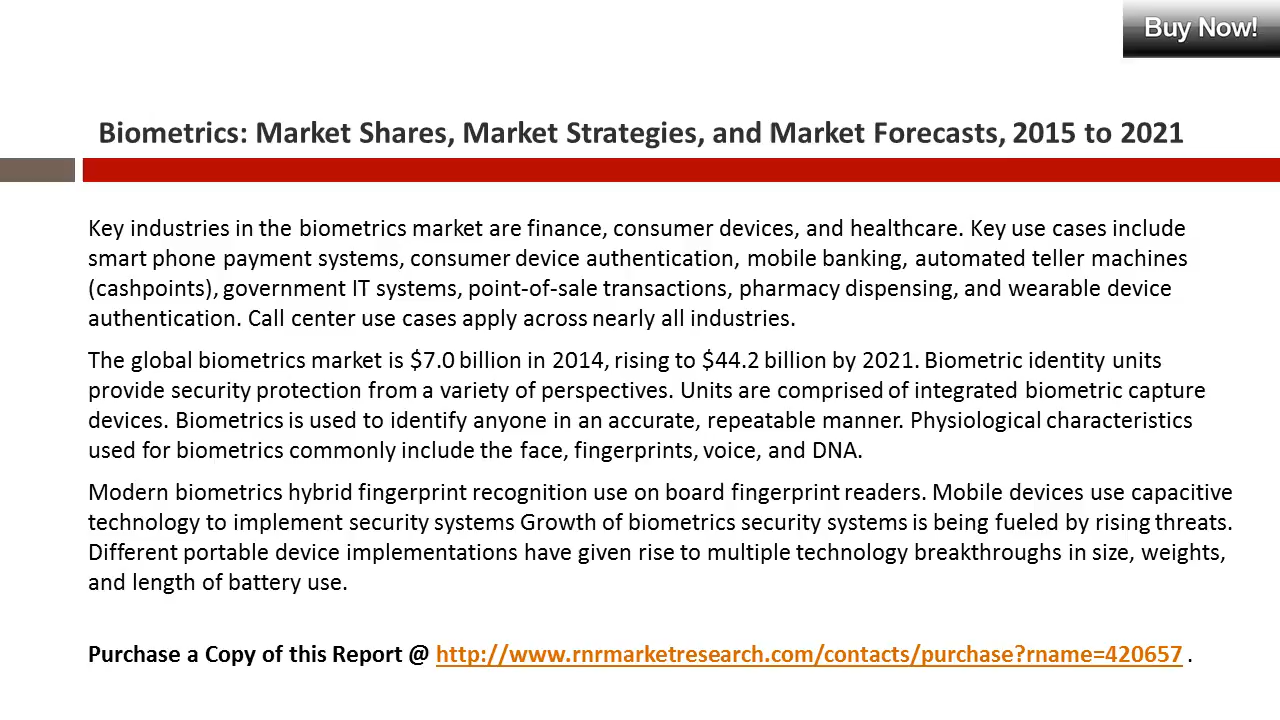 Buy Now!
Biometrics: Market Shares, Market Strategies, and Market Forecasts, 2015 to 2021
Key industries in the biometrics market are finance, consumer devices, and healthcare. Key use cases include
smart phone payment systems, consumer device authentication, mobile banking, automated teller machines
(cashpoints), government IT systems, point-of-sale transactions, pharmacy dispensing, and wearable device
authentication. Call center use cases apply across nearly all industries.
The global biometrics market is $7.0 billion in 2014, rising to $44.2 billion by 2021. Biometric identity units
provide security protection from a variety of perspectives. Units are comprised of integrated biometric capture
devices. Biometrics is used to identify anyone in an accurate, repeatable manner. Physiological characteristics
used for biometrics commonly include the face, fingerprints, voice, and DNA.
Modern biometrics hybrid fingerprint recognition use on board fingerprint readers. Mobile devices use capacitive
technology to implement security systems Growth of biometrics security systems is being fueled by rising threats.
Different portable device implementations have given rise to multiple technology breakthroughs in size, weights,
and length of battery use.
Purchase a Copy of this Report @ http://www.rnrmarketresearch.com/contacts/purchase?rname=420657 .